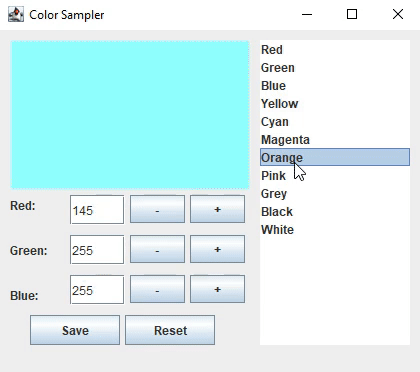 Color Sampler
Red: 145 - +
Green: 255 - +
Blue: 255 - +
Save Reset
Red
Green
Blue
Yellow
Cyan
Magenta
Orange
Pink
Grey
Black
White